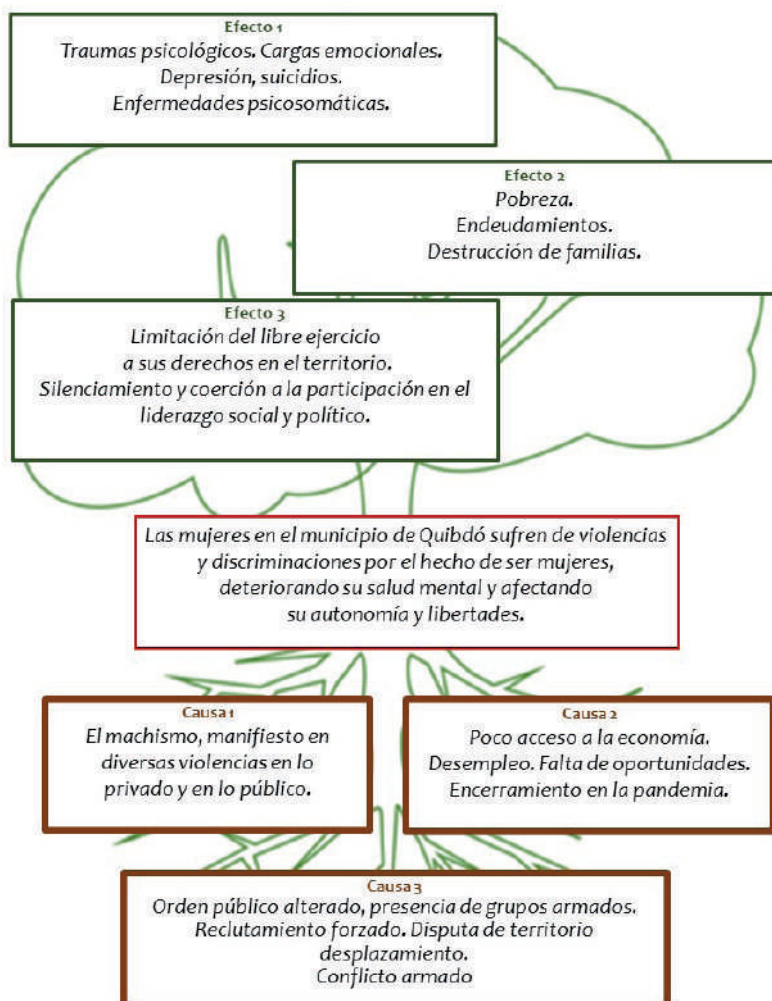 Efecto 1
Traumas psicológicos. Cargas emocionales.
Depresión, suicidios.
Enfermedades psicosomáticas.
Efecto 2
Pobreza.
Endeudamientos.
Destrucción de familias.
Efecto 3
Limitación del libre ejercicio
a sus derechos en el territorio.
Silenciamiento y coerción a la participación en el
liderazgo social y político.
Las mujeres en el municipio de Quibdó sufren de violencias
y discriminaciones por el hecho de ser mujeres,
deteriorando su salud mental y afectando
su autonomía y libertades.
Causa 1
El machismo, manifiesto en
diversas violencias en lo
privado y en lo público.
Causa 2
Poco acceso a la economía.
Desempleo. Falta de oportunidades.
Encerramiento en la pandemia.
Causa 3
Orden público alterado, presencia de grupos armados.
Reclutamiento forzado. Disputa de territorio
desplazamiento.
Conflicto armado